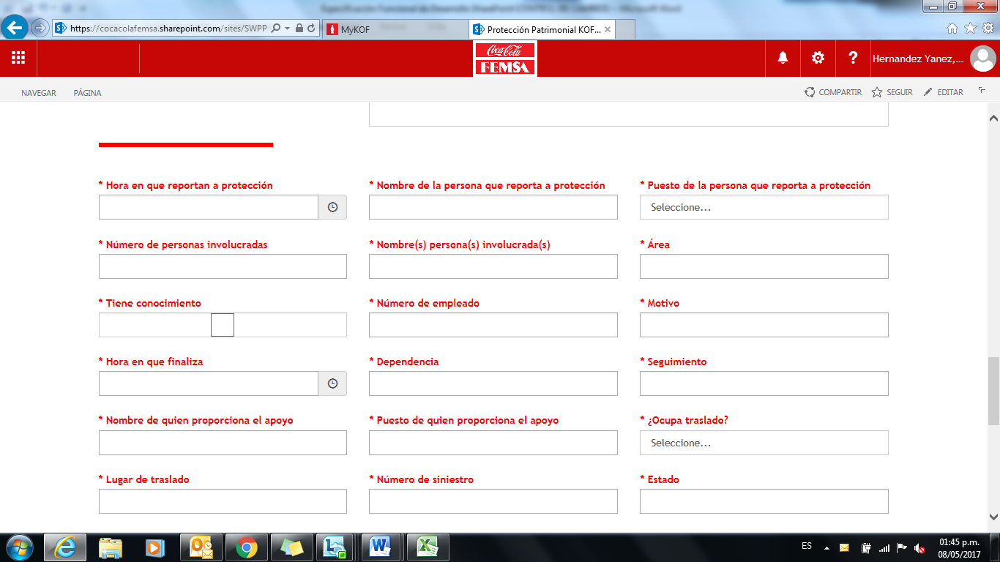 https://cocacolafemsa.sharepoint.com/sites/SWPP
MyKOF
Protección Patrimonial KOF...
Coca-Cola
FEMSA
Hernandez Yanez,...
NAVEGAR
PÁGINA
COMPARTIR
SEGUIR
EDITAR
* Hora en que reportan a protección
* Nombre de la persona que reporta a protección
* Puesto de la persona que reporta a protección
Seleccione...
* Número de personas involucradas
* Nombre(s) persona(s) involucrada(s)
* Área
* Tiene conocimiento
* Número de empleado
* Motivo
* Hora en que finaliza
* Dependencia
* Seguimiento
* Nombre de quien proporciona el apoyo
* Puesto de quien proporciona el apoyo
* ¿Ocupa traslado?
Seleccione...
* Lugar de traslado
* Número de siniestro
* Estado
ES
01:45 p.m.
08/05/2017